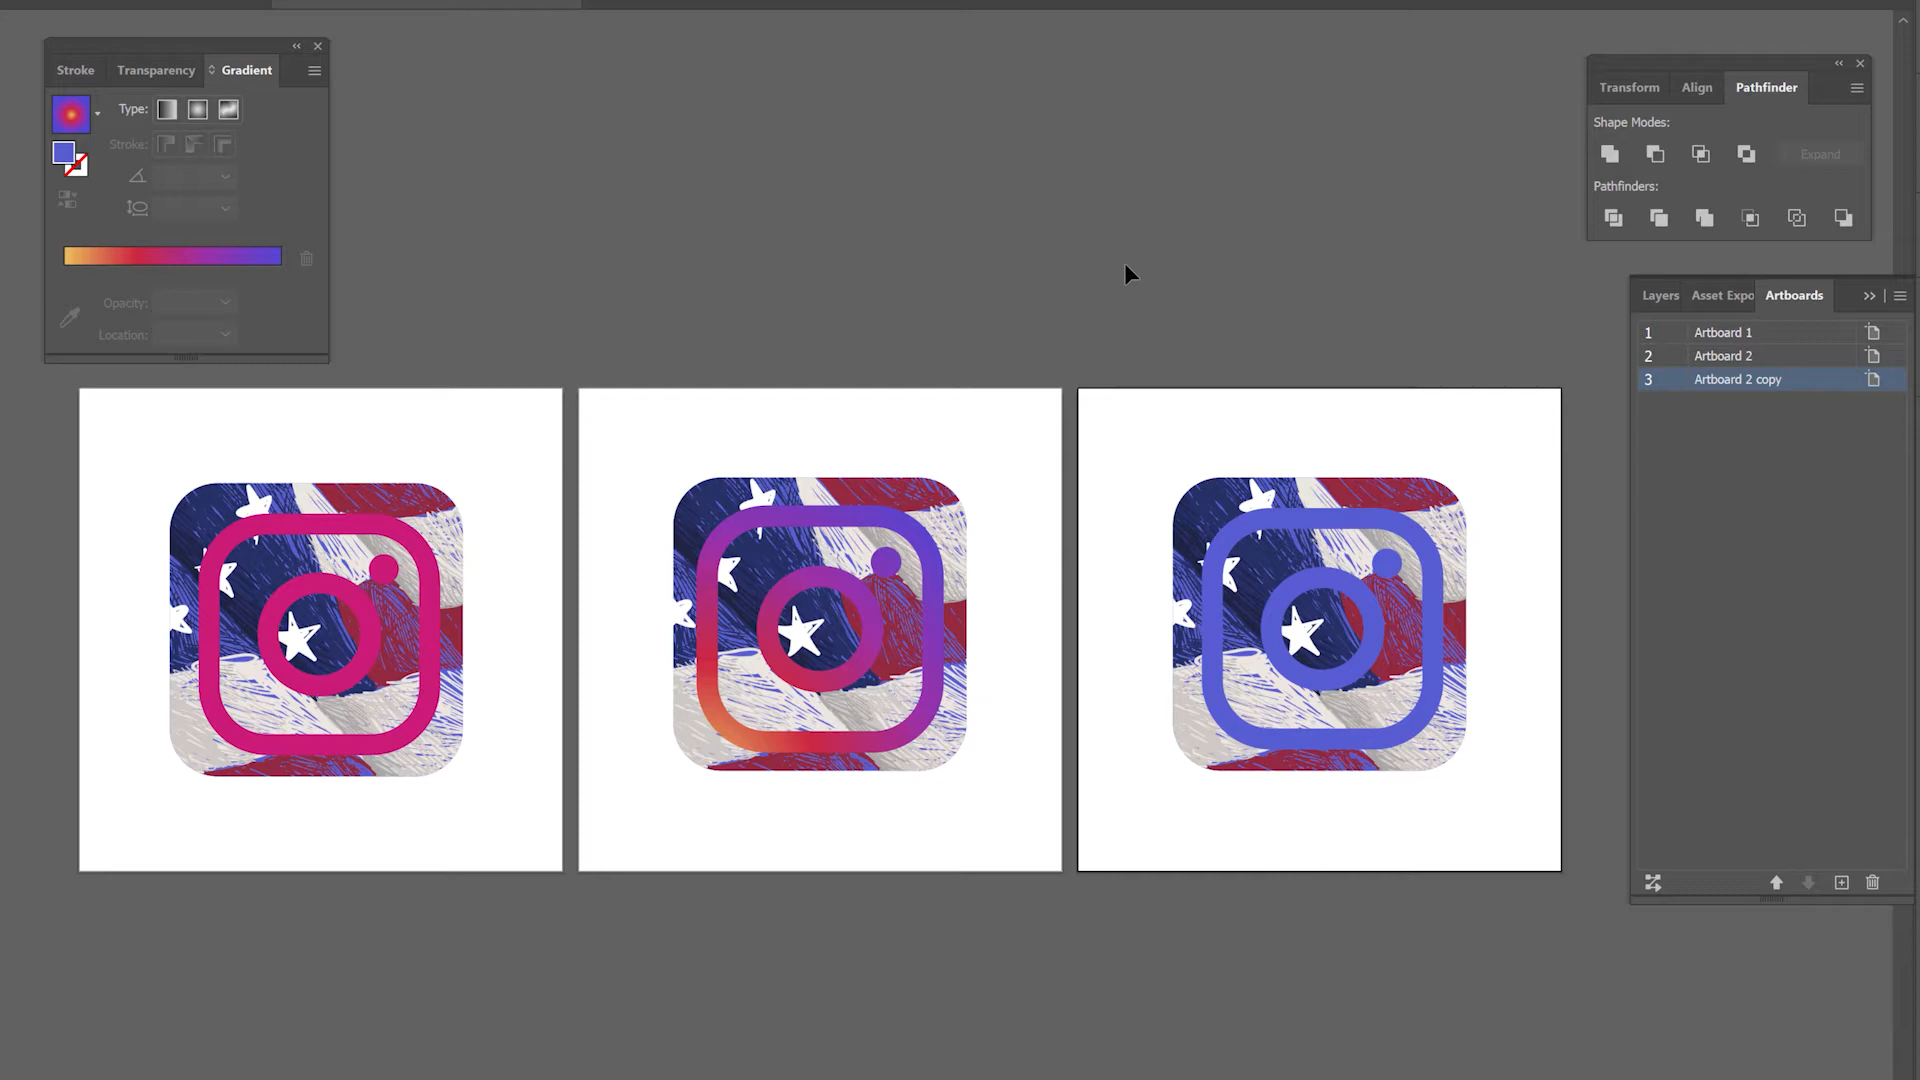 Stroke Transparency Gradient
Type:
Stroke:
Opacity:
Location:
Transform Align Pathfinder
Shape Modes:
Expand
Pathfinders:
Layers Asset Expo Artboards
1 Artboard 1
2 Artboard 2
3 Artboard 2 copy